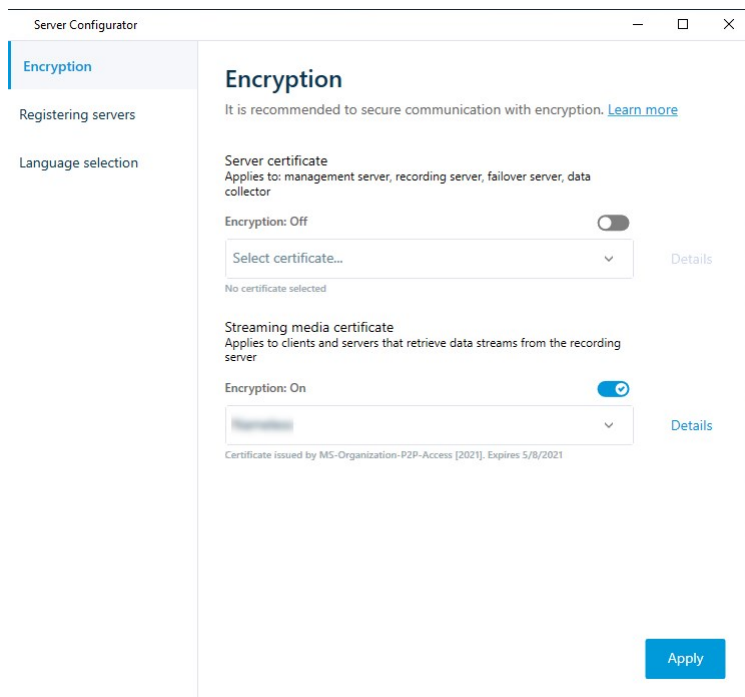 Server Configurator
Encryption
Registering servers
Language selection
Encryption
It is recommended to secure communication with encryption. Learn more
Server certificate
Applies to: management server, recording server, failover server, data
collector
Encryption: Off
Select certificate...
Details
No certificate selected
Streaming media certificate
Applies to clients and servers that retrieve data streams from the recording
server
Encryption: On
Details
Certificate issued by MS-Organization-P2P-Access [2021]. Expires 5/8/2021
Apply